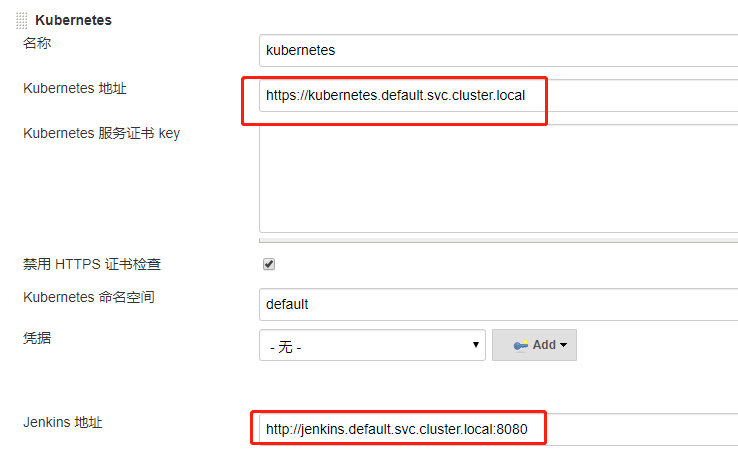 Kubernetes
名称
kubernetes
Kubernetes 地址
https://kubernetes.default.svc.cluster.local
Kubernetes 服务证书 key
禁用 HTTPS 证书检查
Kubernetes 命名空间
default
凭据
- 无 -
Add
Jenkins 地址
http://jenkins.default.svc.cluster.local:8080